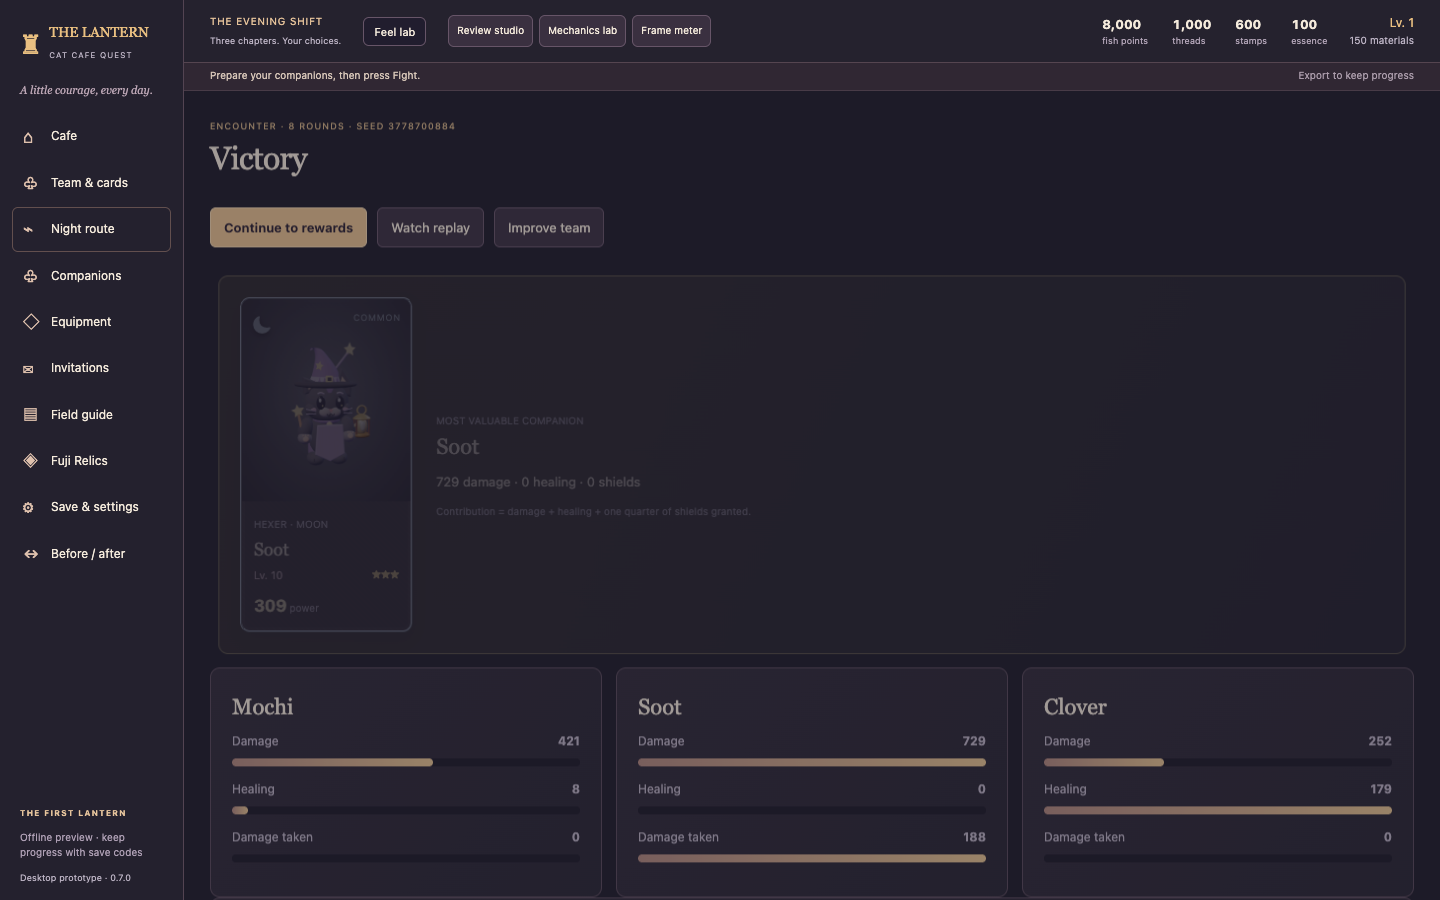 THE LANTERN
CAT CAFE QUEST
A little courage, every day.
Cafe
Team & cards
Night route
Companions
Equipment
Invitations
Field guide
Fuji Relics
Save & settings
Before / after
THE FIRST LANTERN
Offline preview · keep
progress with save codes
Desktop prototype · 0.7.0
THE EVENING SHIFT
Three chapters. Your choices.
Feel lab
Review studio
Mechanics lab
Frame meter
8,000
fish points
1,000
threads
600
stamps
100
essence
Lv. 1
150 materials
Prepare your companions, then press Fight.
Export to keep progress
ENCOUNTER · 8 ROUNDS · SEED 3778700884
Victory
Continue to rewards
Watch replay
Improve team
COMMON
HEXER · MOON
Soot
Lv. 10
309 power
MOST VALUABLE COMPANION
Soot
729 damage · 0 healing · 0 shields
Contribution = damage + healing + one quarter of shields granted.
Mochi
Damage 421
Healing 8
Damage taken 0
Soot
Damage 729
Healing 0
Damage taken 188
Clover
Damage 252
Healing 179
Damage taken 0